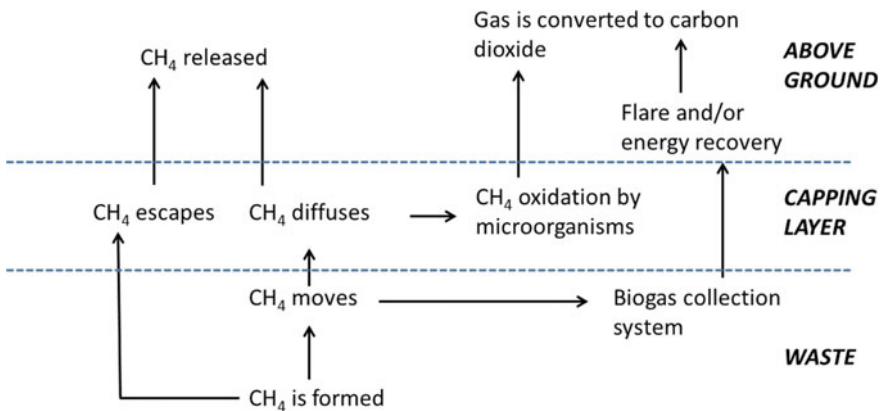 Gas is converted to carbon
dioxide
ABOVE
GROUND
CH₄ released
Flare and/or
energy recovery
CH₄ escapes
CH₄ diffuses
CH₄ oxidation by
microorganisms
CAPPING
LAYER
CH₄ moves
Biogas collection
system
WASTE
CH₄ is formed